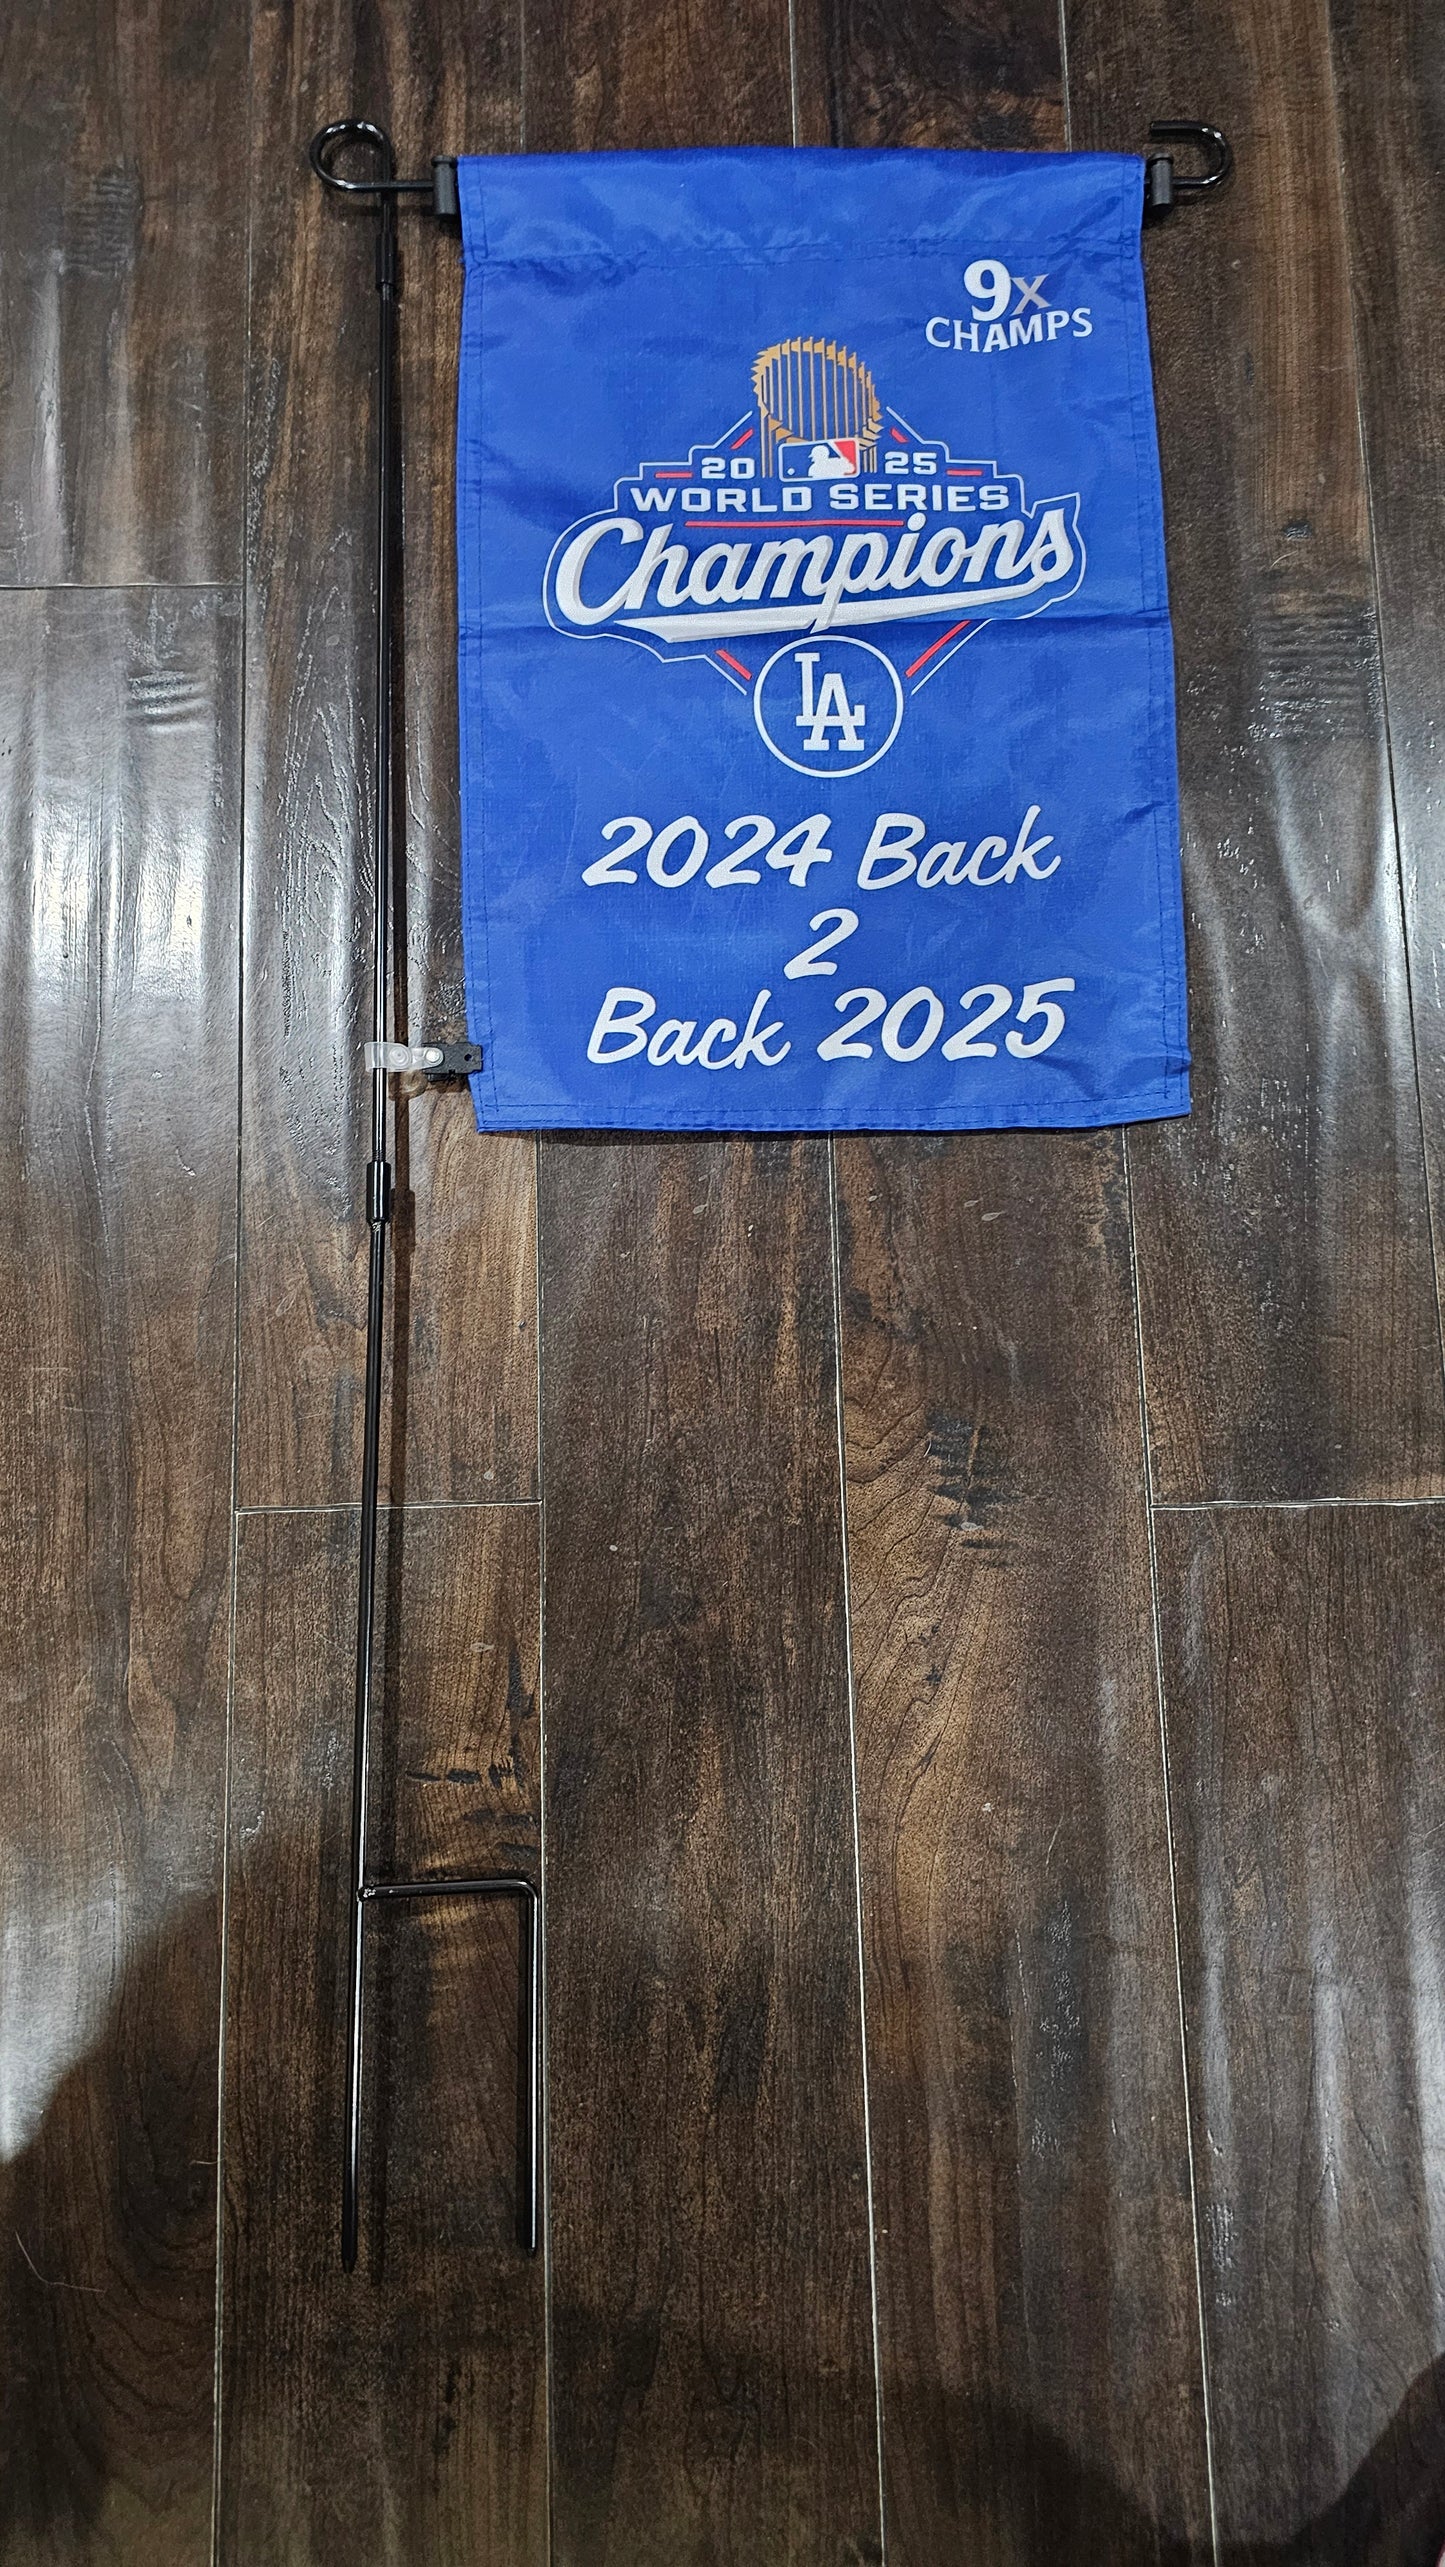 9x
CHAMPS
20 25
WORLD SERIES
Champions
LA
2024 Back
2
Back 2025